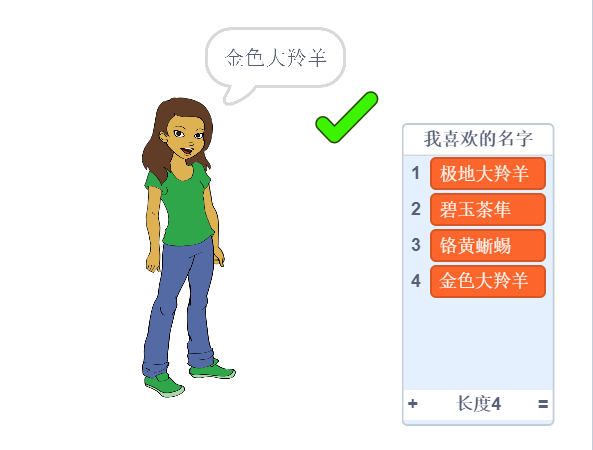 金色大羚羊
我喜欢的名字
1 极地大羚羊
2 碧玉茶隼
3 铬黄蜥蜴
4 金色大羚羊
+ 长度4 =